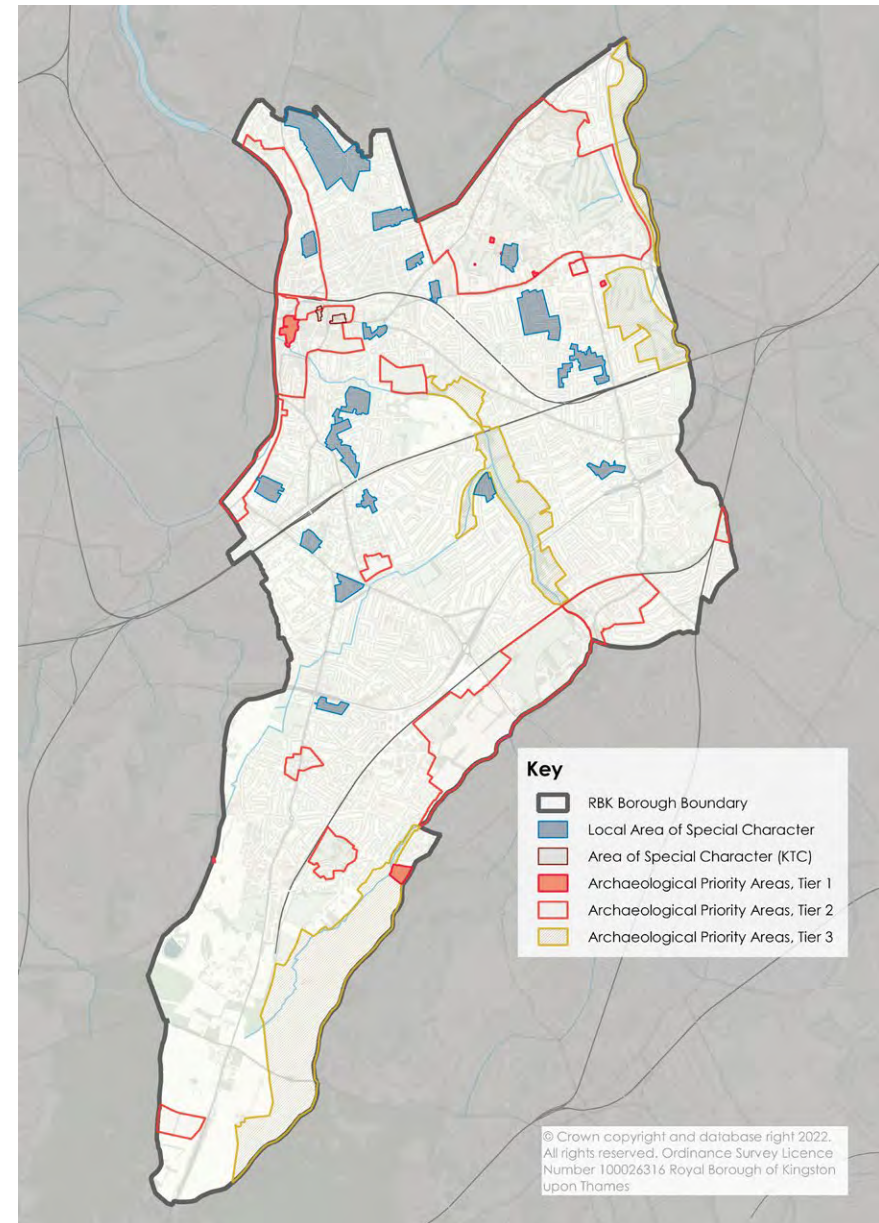 Key
RBK Borough Boundary
Local Area of Special Character
Area of Special Character (KTC)
Archaeological Priority Areas, Tier 1
Archaeological Priority Areas, Tier 2
Archaeological Priority Areas, Tier 3
© Crown copyright and database right 2022.
All rights reserved. Ordinance Survey Licence
Number 100026316 Royal Borough of Kingston
upon Thames